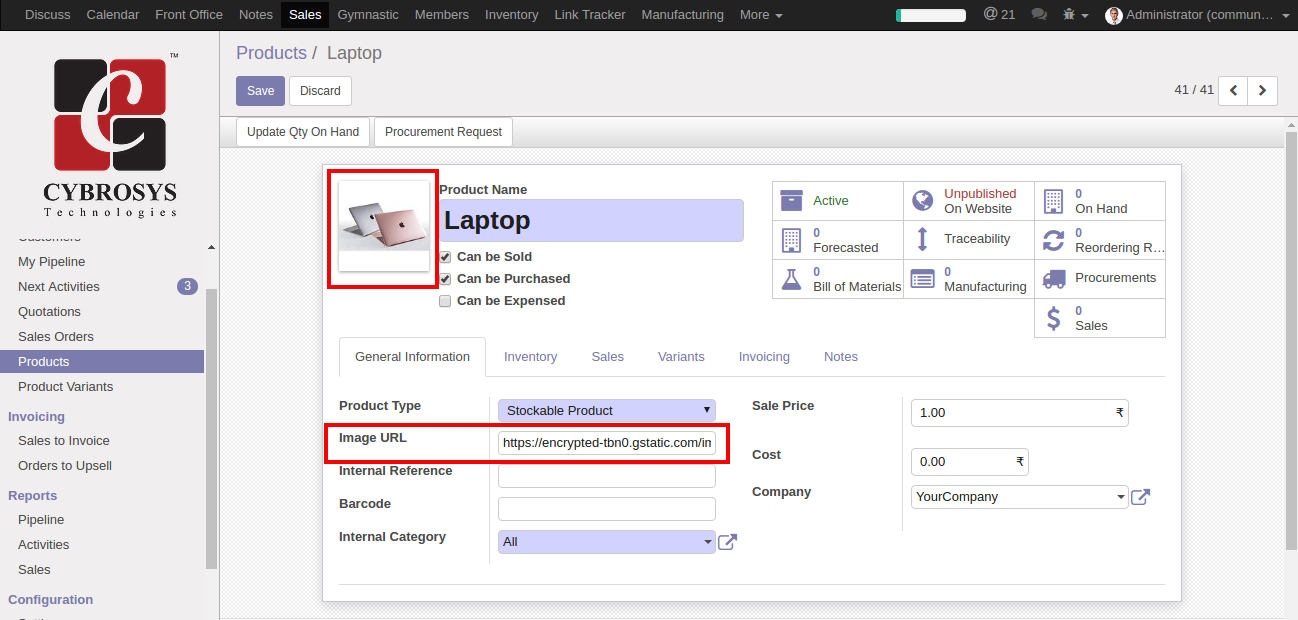 Discuss Calendar Front Office Notes Sales Gymnastic Members Inventory Link Tracker Manufacturing More @ 21 Administrator (commun...
™
CYBROSYS
Technologies
My Pipeline
Next Activities 3
Quotations
Sales Orders
Products
Product Variants
Invoicing
Sales to Invoice
Orders to Upsell
Reports
Pipeline
Activities
Sales
Configuration
Products / Laptop
Save Discard
41 / 41
Update Qty On Hand Procurement Request
Product Name
Laptop
Can be Sold
Can be Purchased
Can be Expensed
Active
Unpublished
On Website
0
On Hand
0
Forecasted
Traceability
0
Reordering R...
0
Bill of Materials
0
Manufacturing
Procurements
0
Sales
General Information Inventory Sales Variants Invoicing Notes
Product Type Stockable Product
Image URL https://encrypted-tbn0.gstatic.com/in
Internal Reference
Barcode
Internal Category All
Sale Price 1.00 ₹
Cost 0.00 ₹
Company YourCompany